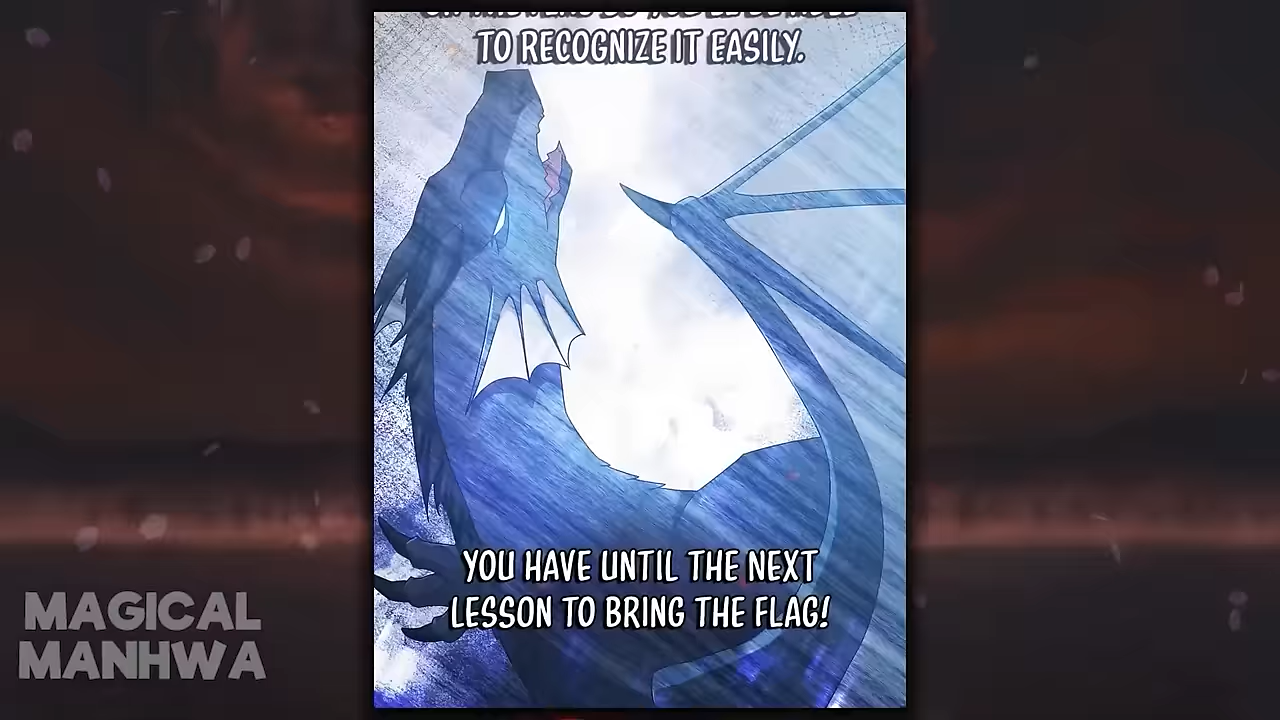 TO RECOGNIZE IT EASILY.
YOU HAVE UNTIL THE NEXT
LESSON TO BRING THE FLAG!
MAGICAL
MANHWA